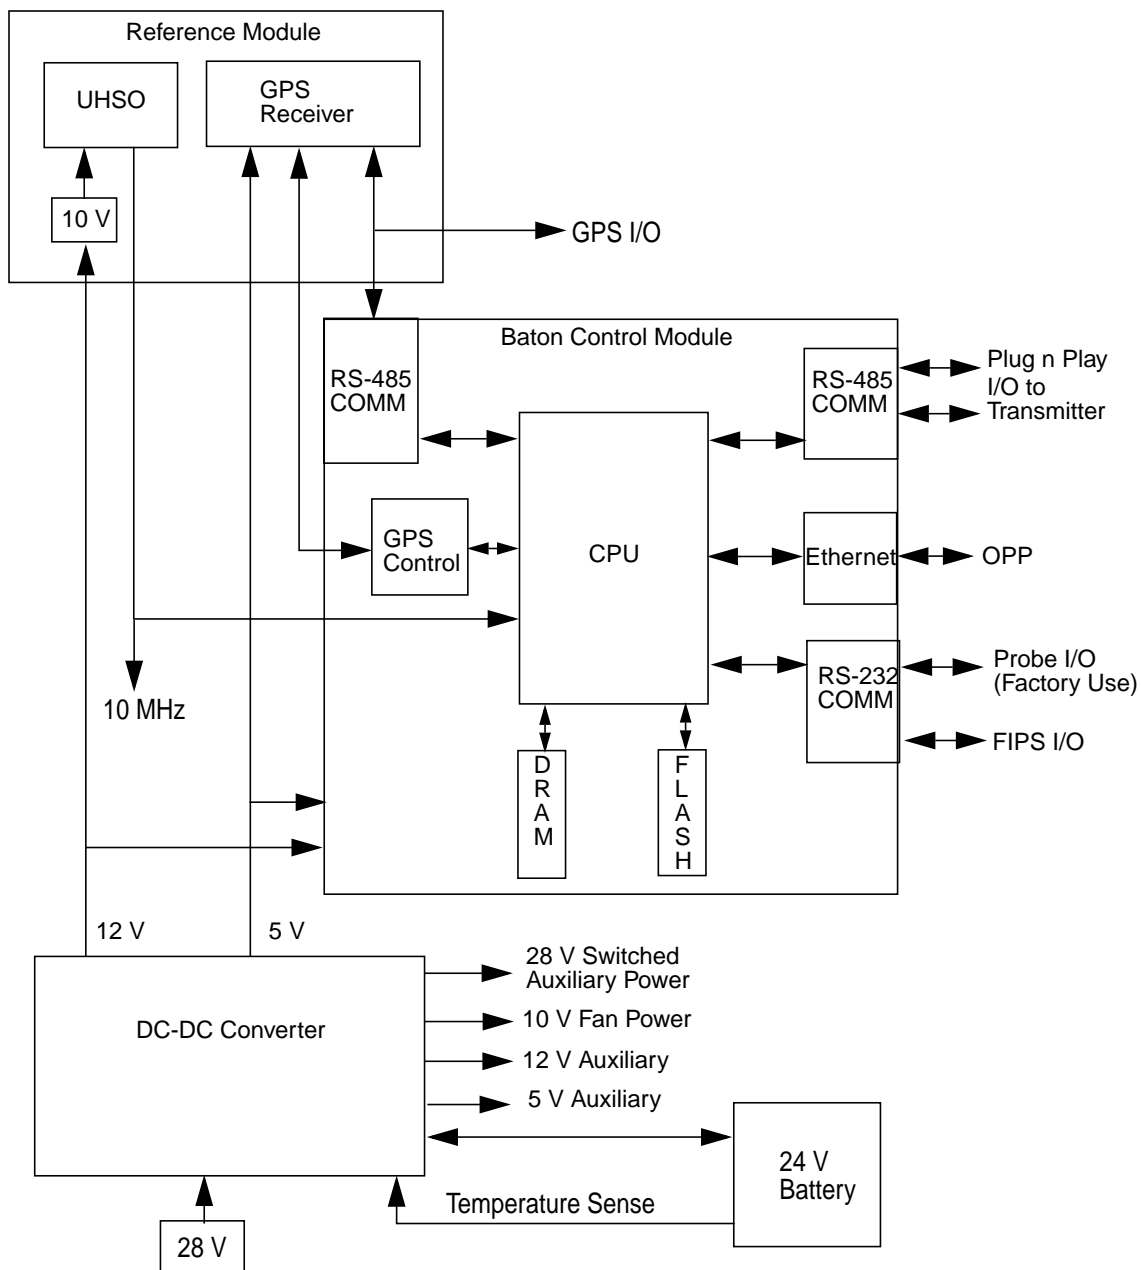 Reference Module
UHSO
GPS
Receiver
10 V
GPS I/O
Baton Control Module
RS-485
COMM
RS-485
COMM
Plug n Play
I/O to
Transmitter
GPS
Control
CPU
Ethernet
OPP
10 MHz
RS-232
COMM
Probe I/O
(Factory Use)
FIPS I/O
D
R
A
M
F
L
A
S
H
12 V
5 V
DC-DC Converter
28 V Switched
Auxiliary Power
10 V Fan Power
12 V Auxiliary
5 V Auxiliary
24 V
Battery
Temperature Sense
28 V